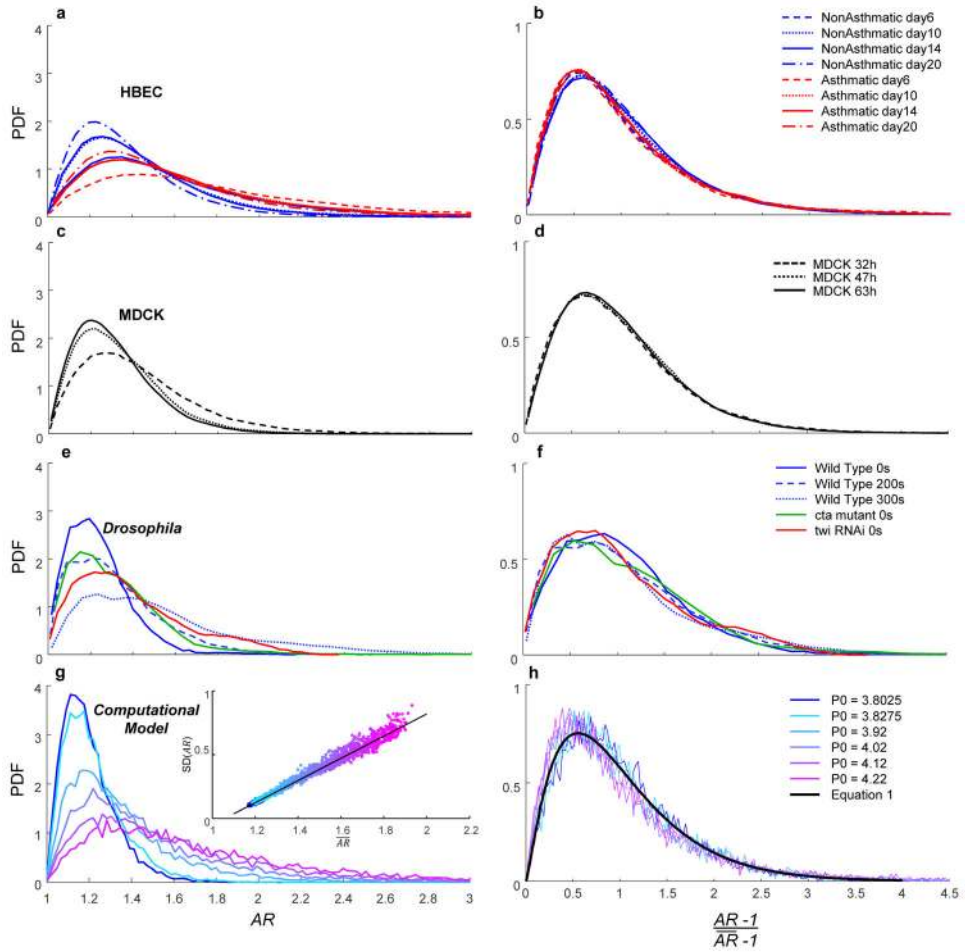 a
PDF
4
3
2
1
0
HBEC
b
1
0.5
0
NonAsthmatic day6
NonAsthmatic day10
NonAsthmatic day14
NonAsthmatic day20
Asthmatic day6
Asthmatic day10
Asthmatic day14
Asthmatic day20
c
PDF
4
3
2
1
0
MDCK
d
1
0.5
0
MDCK 32h
MDCK 47h
MDCK 63h
e
PDF
4
3
2
1
0
Drosophila
f
1
0.5
0
Wild Type 0s
Wild Type 200s
Wild Type 300s
cta mutant 0s
twi RNAi 0s
g
PDF
4
3
2
1
0
Computational
Model
SD(AR)
1
0.5
0
1 1.2 1.4 1.6 1.8 2 2.2
AR
1 1.2 1.4 1.6 1.8 2 2.2 2.4 2.6 2.8 3
AR
h
1
0.5
0
P0 = 3.8025
P0 = 3.8275
P0 = 3.92
P0 = 4.02
P0 = 4.12
P0 = 4.22
Equation 1
0 0.5 1 1.5 2 2.5 3 3.5 4 4.5
AR -1
AR -1